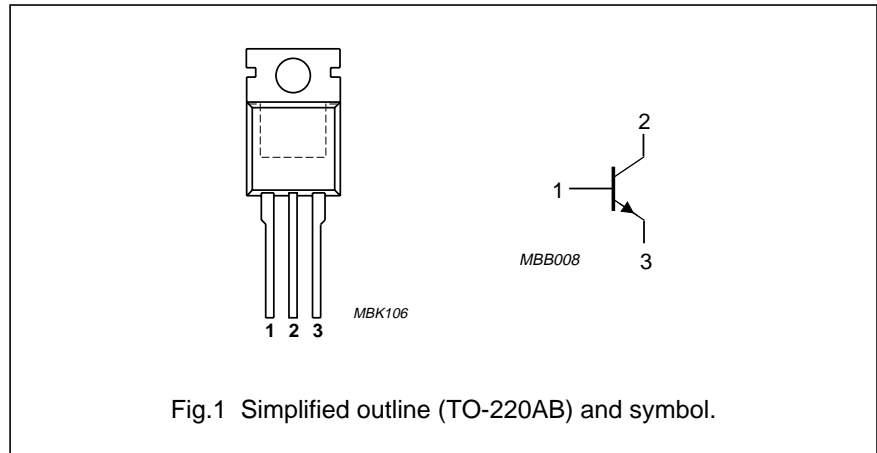 1 2 3
MBK106
2
1
3
MBB008
Fig.1 Simplified outline (TO-220AB) and symbol.